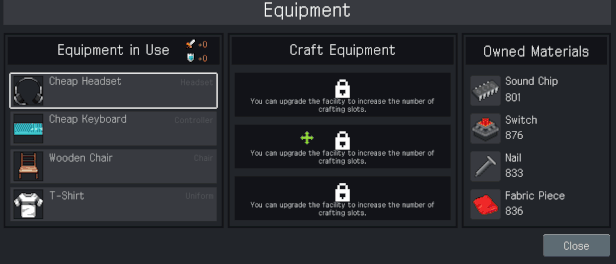 Equipment
Equipment in Use
+0
+0
Cheap Headset
Headset
Cheap Keyboard
Controller
Wooden Chair
Chair
T-Shirt
Uniform
Craft Equipment
You can upgrade the facility to increase the number of
crafting slots.
You can upgrade the facility to increase the number of
crafting slots.
You can upgrade the facility to increase the number of
crafting slots.
Owned Materials
Sound Chip
801
Switch
876
Nail
833
Fabric Piece
836
Close